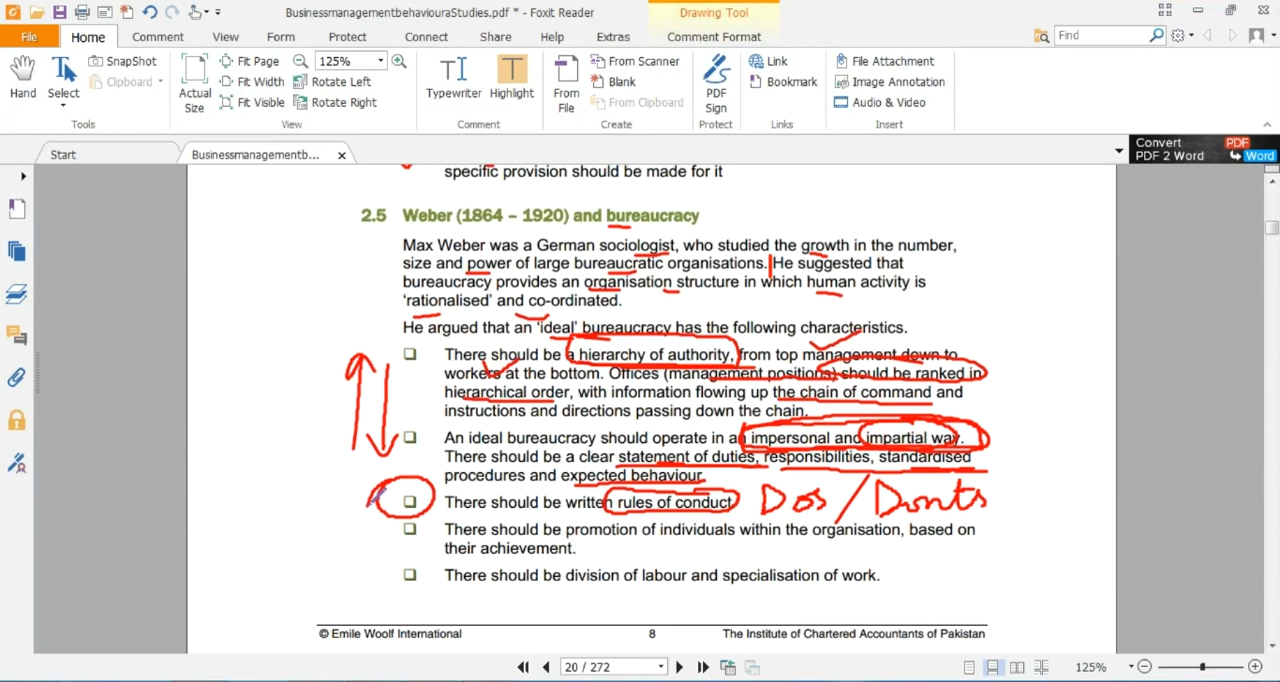 BusinessmanagementbehaviouraStudies.pdf * - Foxit Reader
Drawing Tool
File Home Comment View Form Protect Connect Share Help Extras Comment Format
Find
Hand Select SnapShot Clipboard
Tools
Actual Size Fit Page Fit Width Fit Visible 125% Rotate Left Rotate Right
View
Typewriter Highlight
Comment
From File From Scanner Blank From Clipboard
Create
PDF Sign
Protect
Link Bookmark
Links
File Attachment Image Annotation Audio & Video
Insert
Start Businessmanagementb...
Convert PDF
PDF 2 Word Word
specific provision should be made for it
2.5 Weber (1864 – 1920) and bureaucracy
Max Weber was a German sociologist, who studied the growth in the number,
size and power of large bureaucratic organisations. He suggested that
bureaucracy provides an organisation structure in which human activity is
‘rationalised’ and co-ordinated.
He argued that an ‘ideal’ bureaucracy has the following characteristics.
There should be a hierarchy of authority, from top management down to
workers at the bottom. Offices (management positions) should be ranked in
hierarchical order, with information flowing up the chain of command and
instructions and directions passing down the chain.
An ideal bureaucracy should operate in an impersonal and impartial way.
There should be a clear statement of duties, responsibilities, standardised
procedures and expected behaviour.
There should be written rules of conduct Dos / Donts
There should be promotion of individuals within the organisation, based on
their achievement.
There should be division of labour and specialisation of work.
© Emile Woolf International 8 The Institute of Chartered Accountants of Pakistan
20 / 272 125%